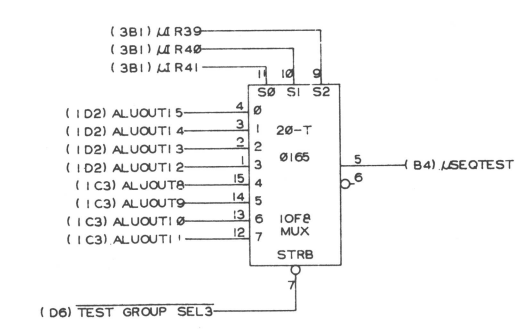 (3B1) μIR39
(3B1) μIR40
(3B1) μIR41
11 10 9
S0 S1 S2
(1D2) ALUOUT15 4 0
(1D2) ALUOUT14 3 1 20-T
(1D2) ALUOUT13 2 2
(1D2) ALUOUT12 1 3 0165 5 (B4) μSEQTEST
(1C3) ALUOUT8 15 4 6
(1C3) ALUOUT9 14 5
(1C3) ALUOUT10 13 6 1OF8
(1C3) ALUOUT11 12 7 MUX
STRB
7
(D6) TEST GROUP SEL3